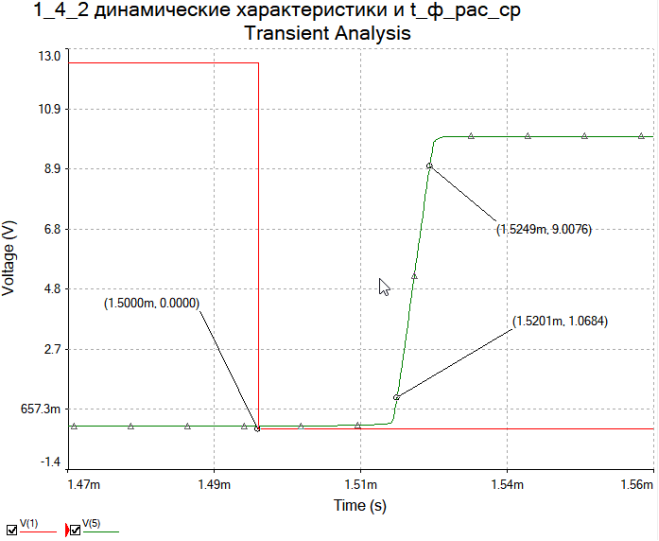 1_4_2 динамические характеристики и t_ф_рас_ср
Transient Analysis
13.0
10.9
8.9
6.8
4.8
2.7
657.3m
-1.4
Voltage (V)
(1.5249m, 9.0076)
(1.5000m, 0.0000)
(1.5201m, 1.0684)
1.47m 1.49m 1.51m 1.54m 1.56m
Time (s)
V(1) V(5)